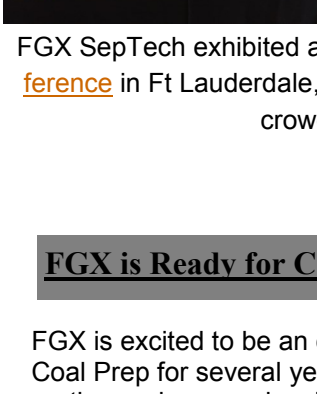 FGX SepTech exhibited
ference in Ft Lauderdale,
crow
FGX is Ready for C
FGX is excited to be an
Coal Prep for several ye